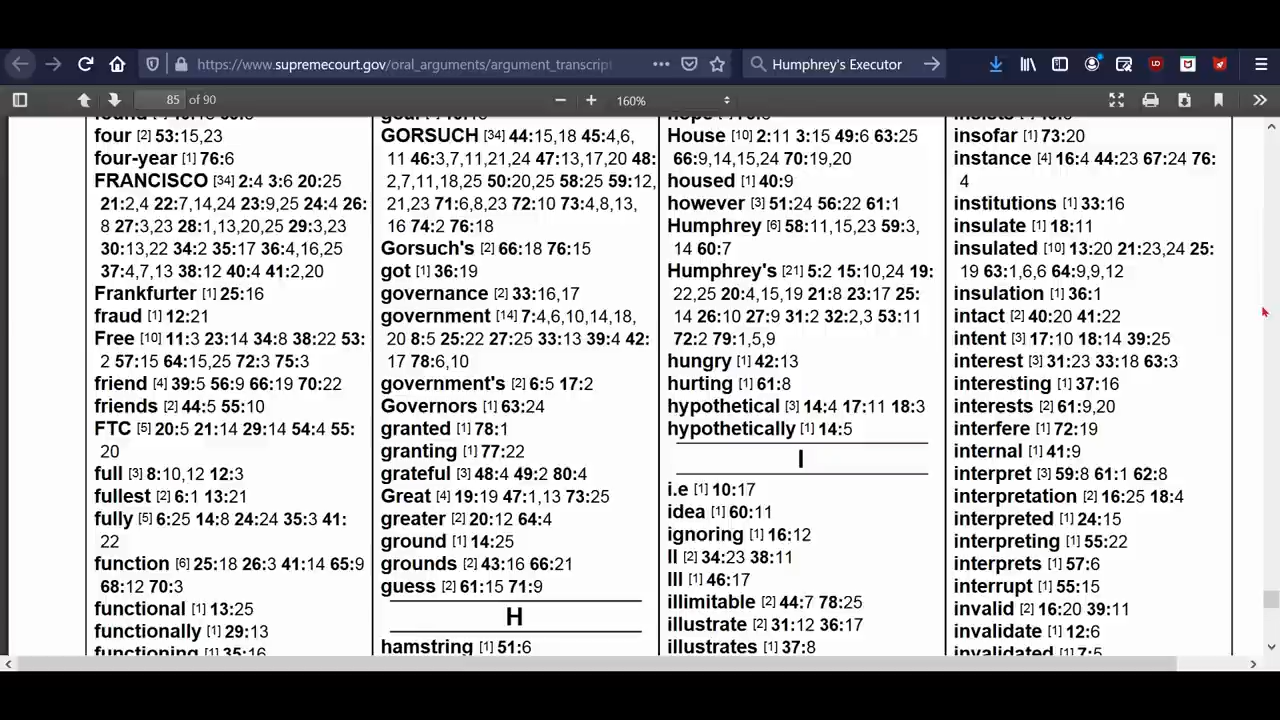 https://www.supremecourt.gov/oral_arguments/argument_transcript
Humphrey's Executor
85 of 90
160%
four [2] 53:15,23
four-year [1] 76:6
FRANCISCO [34] 2:4 3:6 20:25
21:2,4 22:7,14,24 23:9,25 24:4 26:
8 27:3,23 28:1,13,20,25 29:3,23
30:13,22 34:2 35:17 36:4,16,25
37:4,7,13 38:12 40:4 41:2,20
Frankfurter [1] 25:16
fraud [1] 12:21
Free [10] 11:3 23:14 34:8 38:22 53:
2 57:15 64:15,25 72:3 75:3
friend [4] 39:5 56:9 66:19 70:22
friends [2] 44:5 55:10
FTC [5] 20:5 21:14 29:14 54:4 55:
20
full [3] 8:10,12 12:3
fullest [2] 6:1 13:21
fully [5] 6:25 14:8 24:24 35:3 41:
22
function [6] 25:18 26:3 41:14 65:9
68:12 70:3
functional [1] 13:25
functionally [1] 29:13
functioning [1] 35:16
GORSUCH [34] 44:15,18 45:4,6,
11 46:3,7,11,21,24 47:13,17,20 48:
2,7,11,18,25 50:20,25 58:25 59:12,
21,23 71:6,8,23 72:10 73:4,8,13,
16 74:2 76:18
Gorsuch's [2] 66:18 76:15
got [1] 36:19
governance [2] 33:16,17
government [14] 7:4,6,10,14,18,
20 8:5 25:22 27:25 33:13 39:4 42:
17 78:6,10
government's [2] 6:5 17:2
Governors [1] 63:24
granted [1] 78:1
granting [1] 77:22
grateful [3] 48:4 49:2 80:4
Great [4] 19:19 47:1,13 73:25
greater [2] 20:12 64:4
ground [1] 14:25
grounds [2] 43:16 66:21
guess [2] 61:15 71:9
H
hamstring [1] 51:6
House [10] 2:11 3:15 49:6 63:25
66:9,14,15,24 70:19,20
housed [1] 40:9
however [3] 51:24 56:22 61:1
Humphrey [6] 58:11,15,23 59:3,
14 60:7
Humphrey's [21] 5:2 15:10,24 19:
22,25 20:4,15,19 21:8 23:17 25:
14 26:10 27:9 31:2 32:2,3 53:11
72:2 79:1,5,9
hungry [1] 42:13
hurting [1] 61:8
hypothetical [3] 14:4 17:11 18:3
hypothetically [1] 14:5
I
i.e [1] 10:17
idea [1] 60:11
ignoring [1] 16:12
II [2] 34:23 38:11
III [1] 46:17
illimitable [2] 44:7 78:25
illustrate [2] 31:12 36:17
illustrates [1] 37:8
insofar [1] 73:20
instance [4] 16:4 44:23 67:24 76:
4
institutions [1] 33:16
insulate [1] 18:11
insulated [10] 13:20 21:23,24 25:
19 63:1,6,6 64:9,9,12
insulation [1] 36:1
intact [2] 40:20 41:22
intent [3] 17:10 18:14 39:25
interest [3] 31:23 33:18 63:3
interesting [1] 37:16
interests [2] 61:9,20
interfere [1] 72:19
internal [1] 41:9
interpret [3] 59:8 61:1 62:8
interpretation [2] 16:25 18:4
interpreted [1] 24:15
interpreting [1] 55:22
interprets [1] 57:6
interrupt [1] 55:15
invalid [2] 16:20 39:11
invalidate [1] 12:6
invalidated [1] 7:5